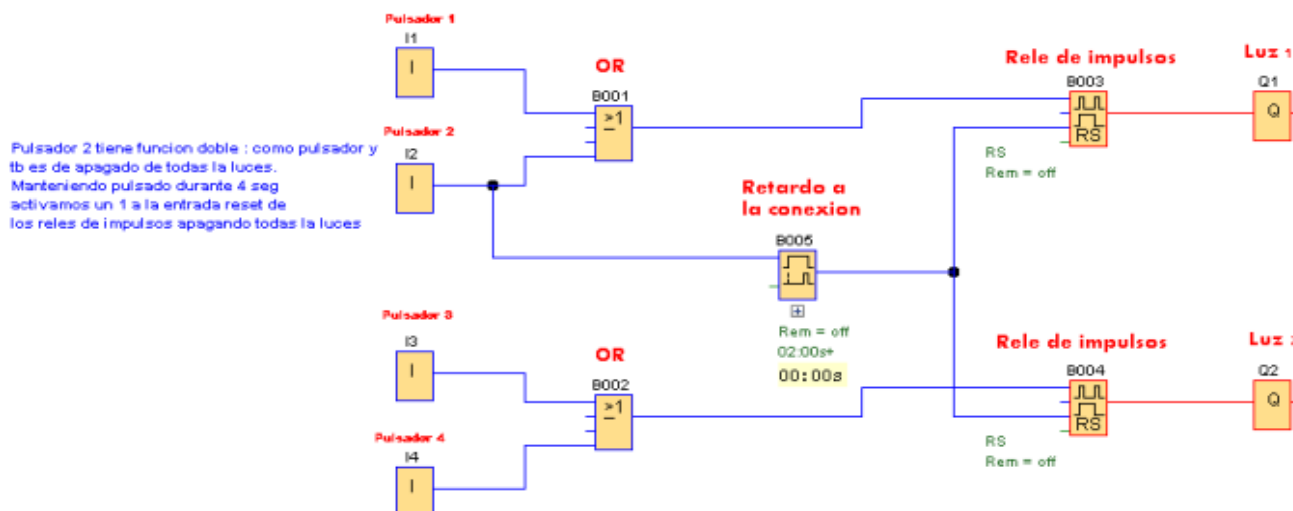 Pulsador 1
I1
I
OR
B001
>1
Rele de impulsos
B003
RS
RS
Rem = off
Luz 1
Q1
Q
Pulsador 2 tiene funcion doble : como pulsador y
tb es de apagado de todas la luces.
Manteniendo pulsado durante 4 seg
activamos un 1 a la entrada reset de
los reles de impulsos apagando todas la luces
Pulsador 2
I2
I
Retardo a
la conexion
B005
Rem = off
02:00s+
00:00s
Pulsador 3
I3
I
OR
B002
>1
Pulsador 4
I4
I
Rele de impulsos
B004
RS
RS
Rem = off
Luz
Q2
Q